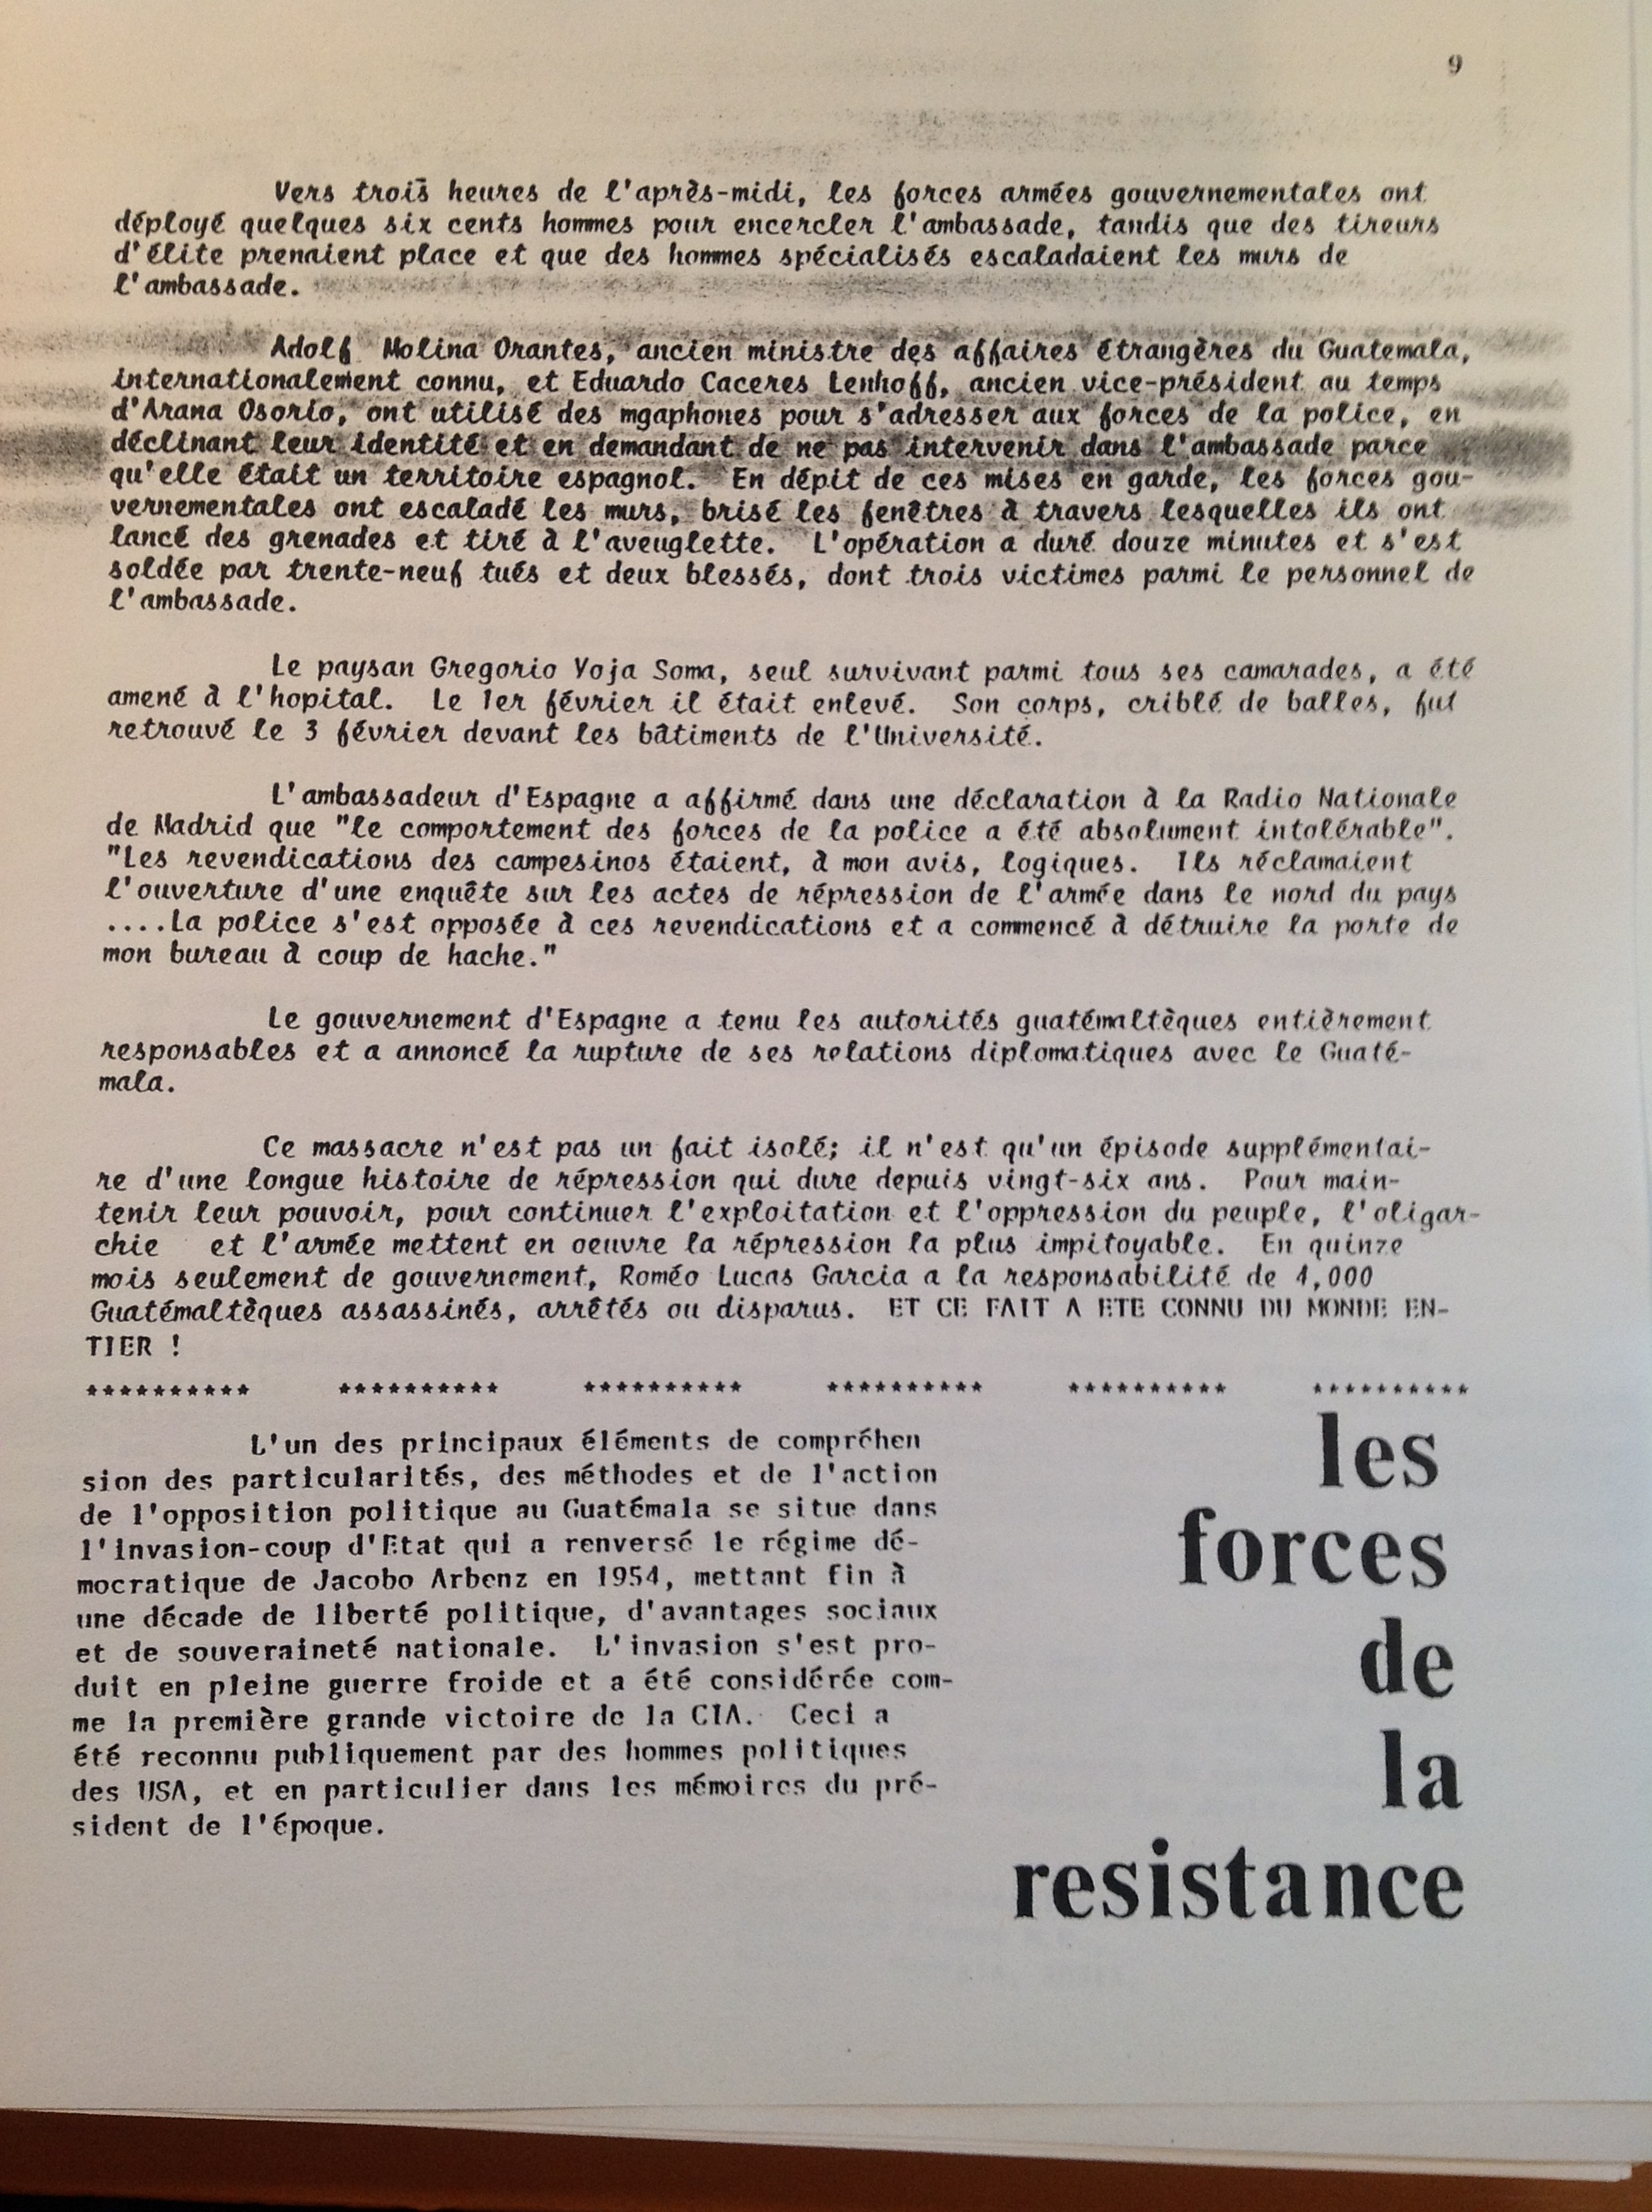 9
Vers trois heures de l'après-midi, les forces armées gouvernementales ont
déployé quelques six cents hommes pour encercler l'ambassade, tandis que des tireurs
d'élite prenaient place et que des hommes spécialisés escaladaient les murs de
l'ambassade.
Adolf Molina Orantes, ancien ministre des affaires étrangères du Guatemala,
internationalement connu, et Eduardo Caceres Lenhoff, ancien vice-président au temps
d'Arana Osorio, ont utilisé des mgaphones pour s'adresser aux forces de la police, en
déclinant leur identité et en demandant de ne pas intervenir dans l'ambassade parce
qu'elle était un territoire espagnol. En dépit de ces mises en garde, les forces gou-
vernementales ont escaladé les murs, brisé les fenêtres à travers lesquelles ils ont
lancé des grenades et tiré à l'aveuglette. L'opération a duré douze minutes et s'est
soldée par trente-neuf tués et deux blessés, dont trois victimes parmi le personnel de
l'ambassade.
Le paysan Gregorio Yoja Soma, seul survivant parmi tous ses camarades, a été
amené à l'hopital. Le 1er février il était enlevé. Son corps, criblé de balles, fut
retrouvé le 3 février devant les bâtiments de l'Université.
L'ambassadeur d'Espagne a affirmé dans une déclaration à la Radio Nationale
de Madrid que "le comportement des forces de la police a été absolument intolérable".
"Les revendications des campesinos étaient, à mon avis, logiques. Ils réclamaient
l'ouverture d'une enquête sur les actes de répression de l'armée dans le nord du pays
....La police s'est opposée à ces revendications et a commencé à détruire la porte de
mon bureau à coup de hache."
Le gouvernement d'Espagne a tenu les autorités guatémaltèques entièrement
responsables et a annoncé la rupture de ses relations diplomatiques avec le Guaté-
mala.
Ce massacre n'est pas un fait isolé; il n'est qu'un épisode supplémentai-
re d'une longue histoire de répression qui dure depuis vingt-six ans. Pour main-
tenir leur pouvoir, pour continuer l'exploitation et l'oppression du peuple, l'oligar-
chie et l'armée mettent en oeuvre la répression la plus impitoyable. En quinze
mois seulement de gouvernement, Roméo Lucas Garcia a la responsabilité de 1,000
Guatémaltèques assassinés, arrêtés ou disparus. ET CE FAIT A ETE CONNU DU MONDE EN-
TIER !
********** ********** ********** ********** ********** **********
L'un des principaux éléments de compréhen
sion des particularités, des méthodes et de l'action
de l'opposition politique au Guatémala se situe dans
l'invasion-coup d'Etat qui a renversé le régime dé-
mocratique de Jacobo Arbenz en 1954, mettant fin à
une décade de liberté politique, d'avantages sociaux
et de souveraineté nationale. L'invasion s'est pro-
duit en pleine guerre froide et a été considérée com-
me la première grande victoire de la CIA. Ceci a
été reconnu publiquement par des hommes politiques
des USA, et en particulier dans les mémoires du pré-
sident de l'époque.
les
forces
de
la
resistance